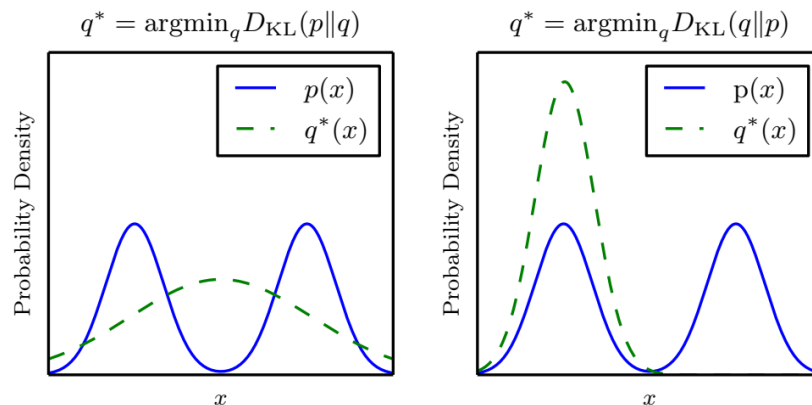 q* = argmin_q D_KL(p‖q)
p(x)
q*(x)
Probability Density
x
q* = argmin_q D_KL(q‖p)
p(x)
q*(x)
Probability Density
x